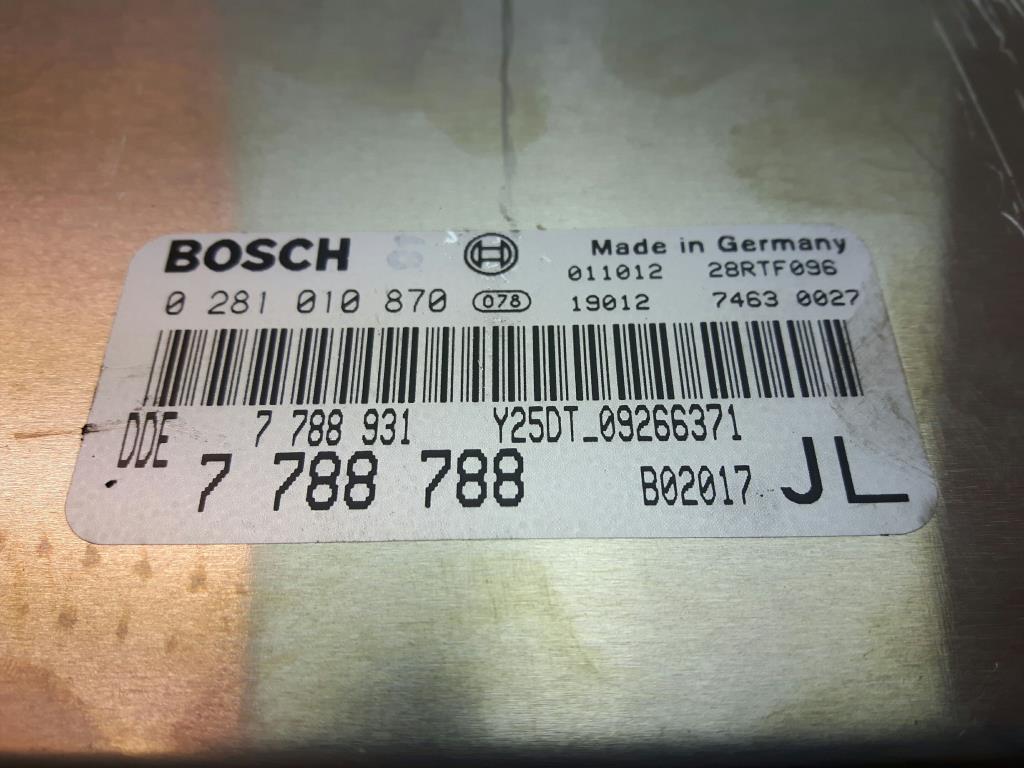 BOSCH Made in Germany
011012 28RTF096
0 281 010 870 078 19012 7463 0027
DDE 7 788 931 Y25DT_09266371
7 788 788 B02017 JL